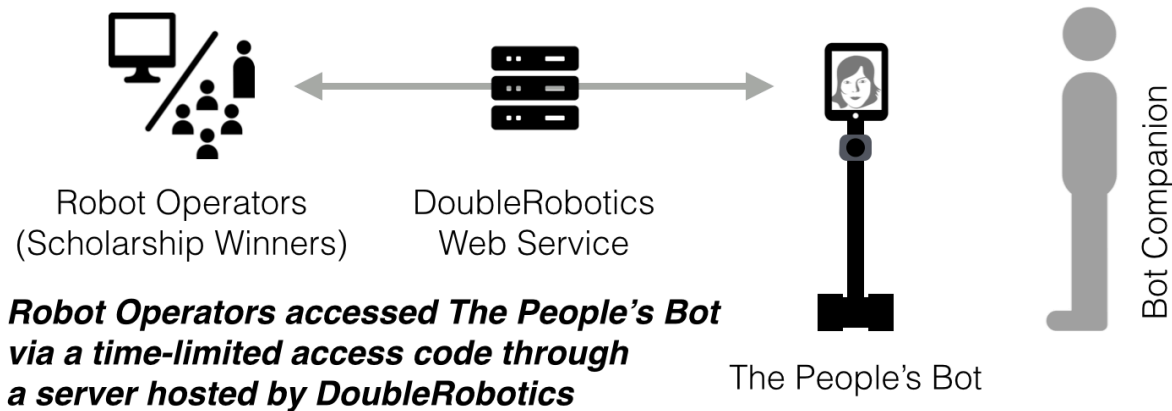 Robot Operators
(Scholarship Winners)
DoubleRobotics
Web Service
Robot Operators accessed The People's Bot
via a time-limited access code through
a server hosted by DoubleRobotics
The People's Bot
Bot Companion